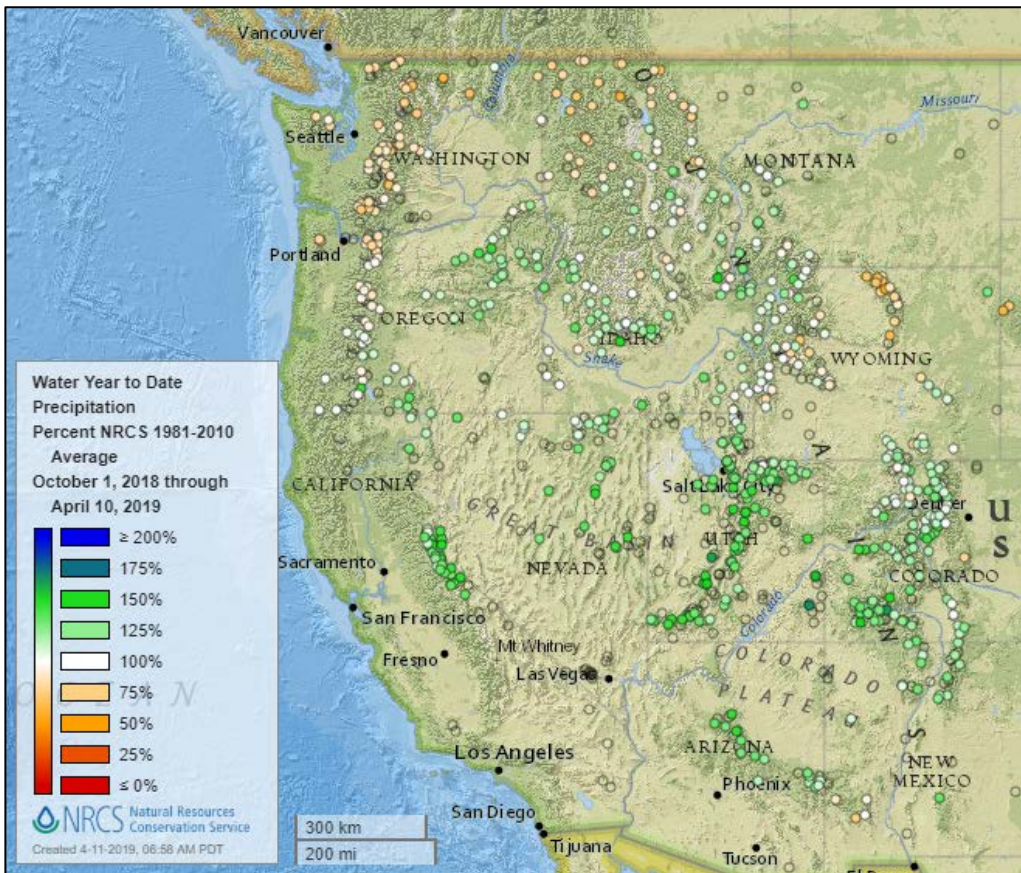 Vancouver
Columbia
Missouri
Seattle
WASHINGTON
MONTANA
Portland
OREGON
IDAHO
Snake
WYOMING
Water Year to Date
Precipitation
Percent NRCS 1981-2010
Average
October 1, 2018 through
April 10, 2019
≥ 200%
175%
150%
125%
100%
75%
50%
25%
≤ 0%
NRCS Natural Resources
Conservation Service
Created 4-11-2019, 06:58 AM PDT
CALIFORNIA
Salt Lake City
GREAT BASIN
UTAH
NEVADA
Denver
U
S
COLORADO
Sacramento
San Francisco
Colorado
Mt Whitney
Fresno
Las Vegas
COLORADO
PLATEAU
Los Angeles
ARIZONA
Phoenix
NEW
MEXICO
San Diego
Tijuana
Tucson
300 km
200 mi